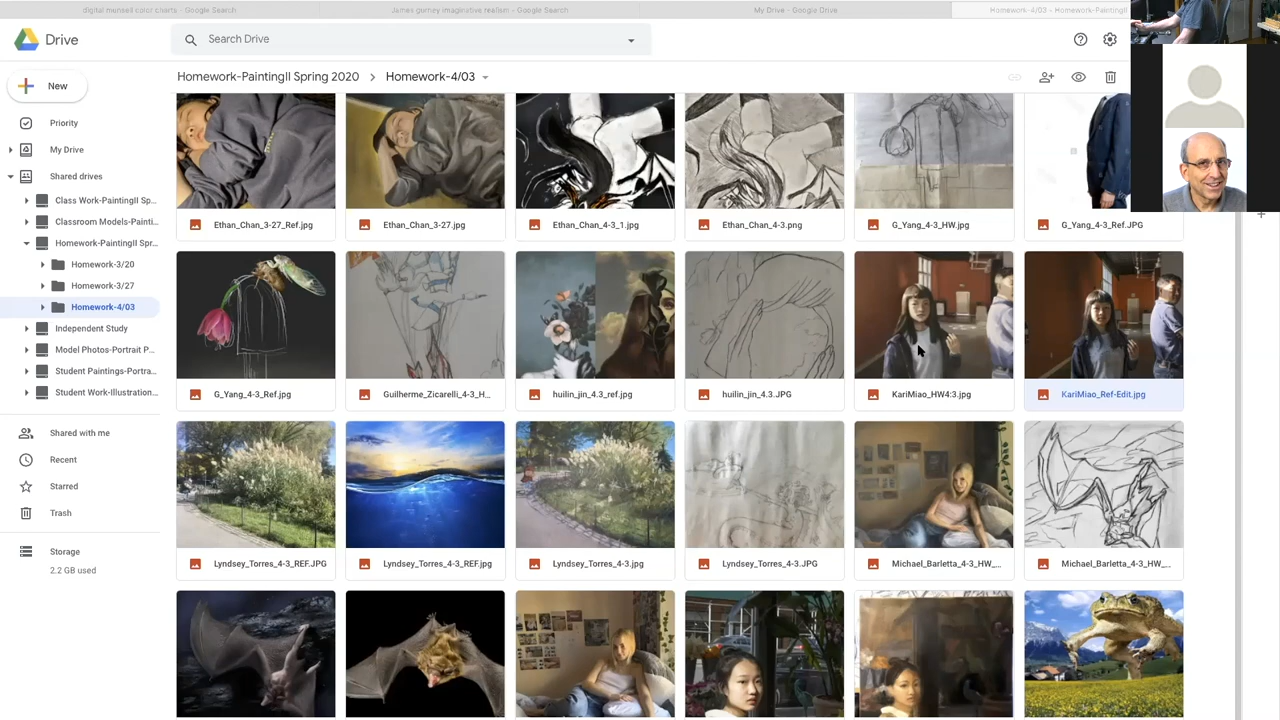 digital munsell color charts - Google Search
James gurney imaginative realism - Google Search
My Drive - Google Drive
Homework-4/03 - Homework-PaintingII
Drive
Search Drive
New
Homework-PaintingII Spring 2020
Homework-4/03
Priority
My Drive
Shared drives
Class Work-PaintingII Sp...
Classroom Models-Painti...
Homework-PaintingII Spr...
Homework-3/20
Homework-3/27
Homework-4/03
Independent Study
Model Photos-Portrait P...
Student Paintings-Portra...
Student Work-Illustration...
Shared with me
Recent
Starred
Trash
Storage
2.2 GB used
Ethan_Chan_3-27_Ref.jpg
Ethan_Chan_3-27.jpg
Ethan_Chan_4-3_1.jpg
Ethan_Chan_4-3.png
G_Yang_4-3_HW.jpg
G_Yang_4-3_Ref.JPG
G_Yang_4-3_Ref.jpg
Guilherme_Zicarelli_4-3_H...
huilin_jin_4.3_ref.jpg
huilin_jin_4.3.JPG
KariMiao_HW4:3.jpg
KariMiao_Ref-Edit.jpg
Lyndsey_Torres_4-3_REF.JPG
Lyndsey_Torres_4-3_REF.jpg
Lyndsey_Torres_4-3.jpg
Lyndsey_Torres_4-3.JPG
Michael_Barletta_4-3_HW_...
Michael_Barletta_4-3_HW_...